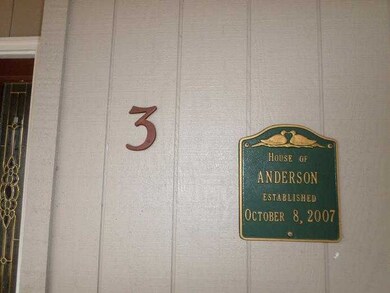 3
HOUSE OF
ANDERSON
ESTABLISHED
OCTOBER 8, 2007